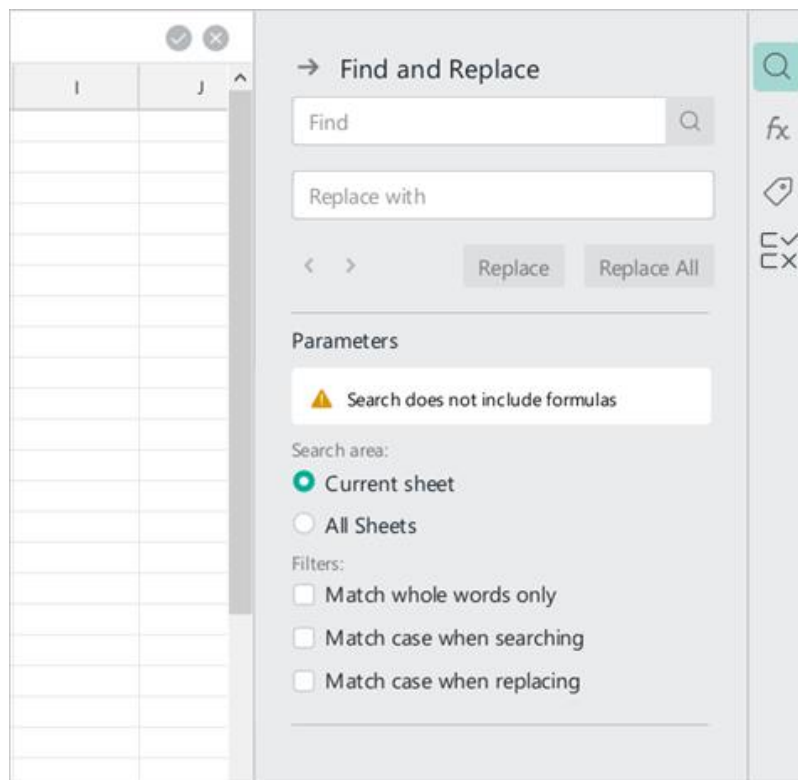 I J
Find and Replace
Find
Replace with
Replace Replace All
Parameters
Search does not include formulas
Search area:
Current sheet
All Sheets
Filters:
Match whole words only
Match case when searching
Match case when replacing
fx